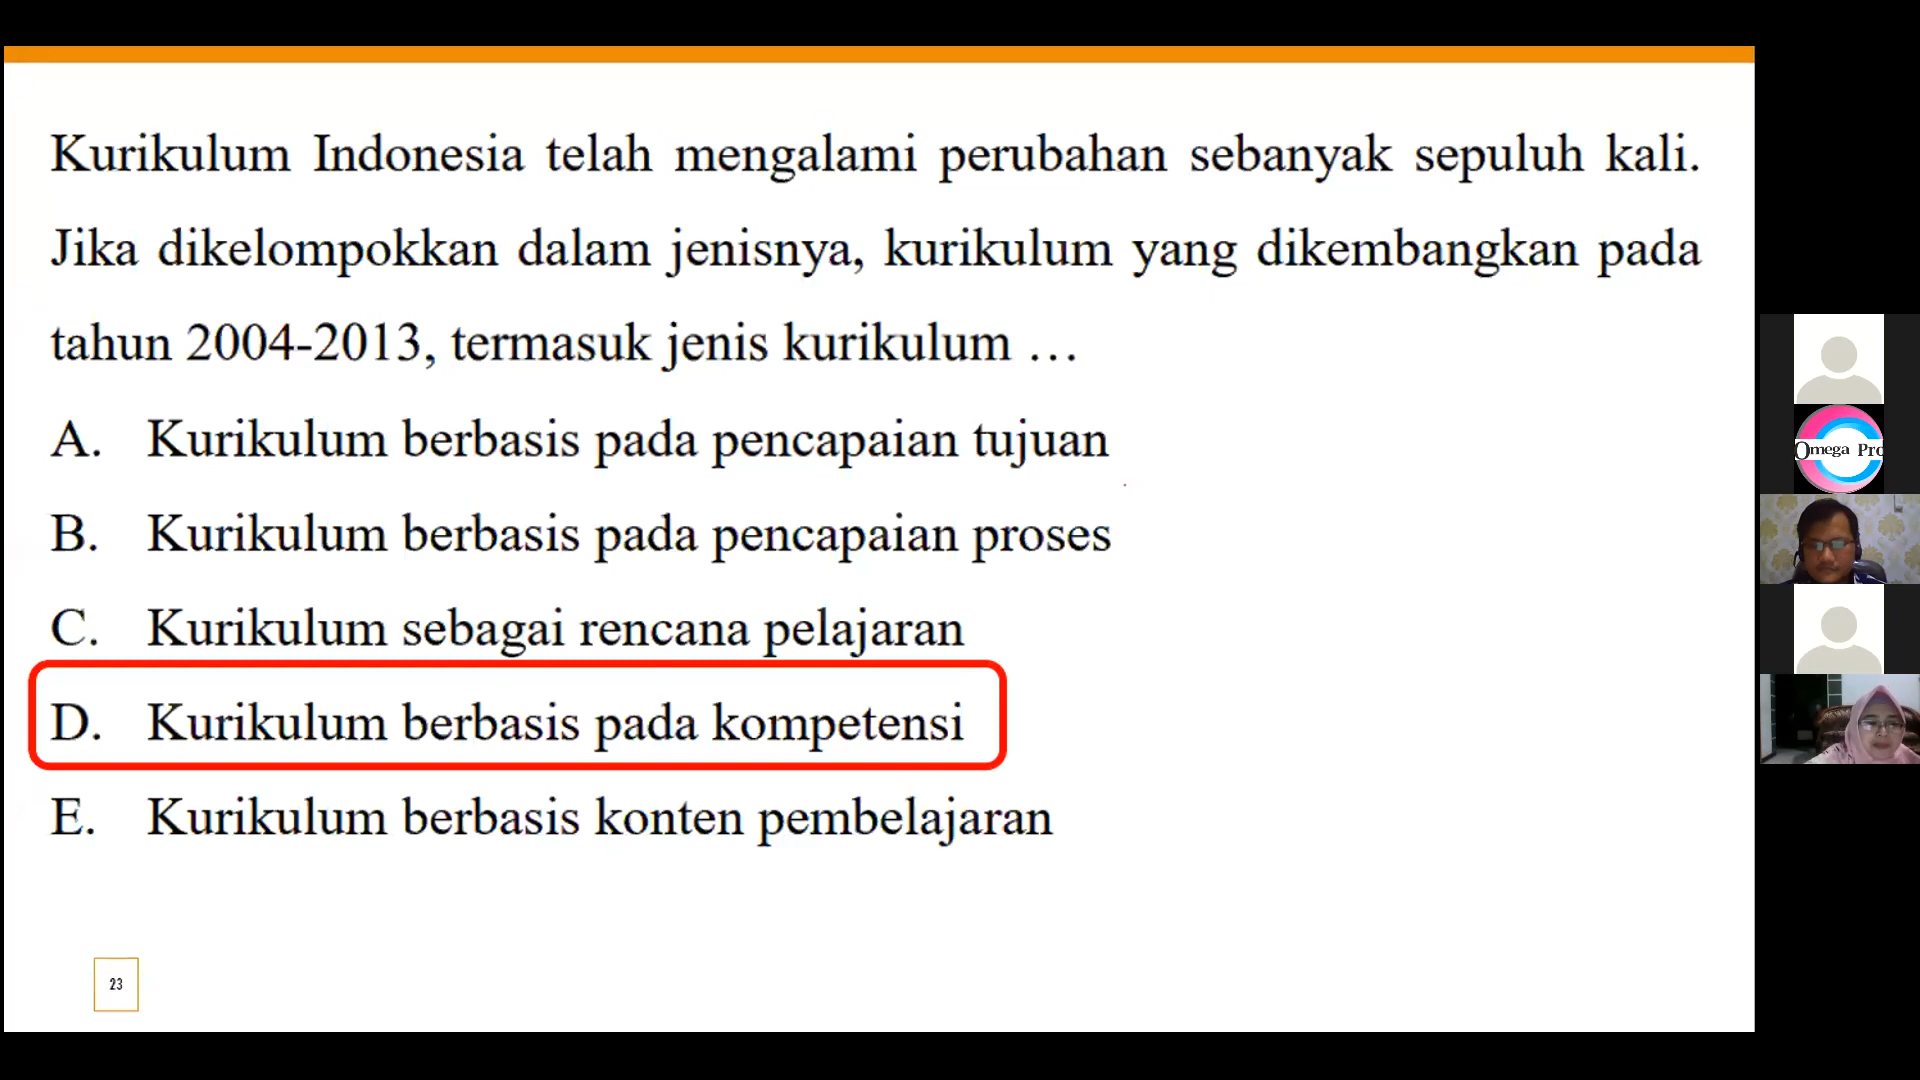 Kurikulum Indonesia telah mengalami perubahan sebanyak sepuluh kali.
Jika dikelompokkan dalam jenisnya, kurikulum yang dikembangkan pada
tahun 2004-2013, termasuk jenis kurikulum …
A. Kurikulum berbasis pada pencapaian tujuan
B. Kurikulum berbasis pada pencapaian proses
C. Kurikulum sebagai rencana pelajaran
D. Kurikulum berbasis pada kompetensi
E. Kurikulum berbasis konten pembelajaran
23
Omega Pro